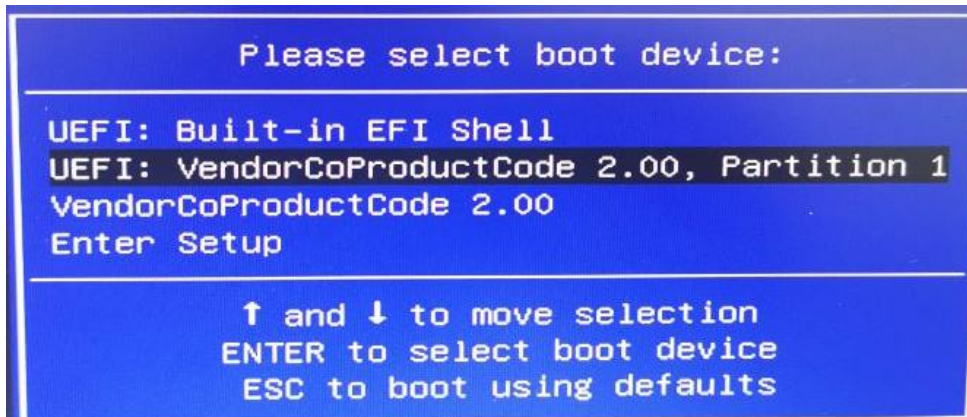 Please select boot device:
UEFI: Built-in EFI Shell
UEFI: VendorCoProductCode 2.00, Partition 1
VendorCoProductCode 2.00
Enter Setup
↑ and ↓ to move selection
ENTER to select boot device
ESC to boot using defaults